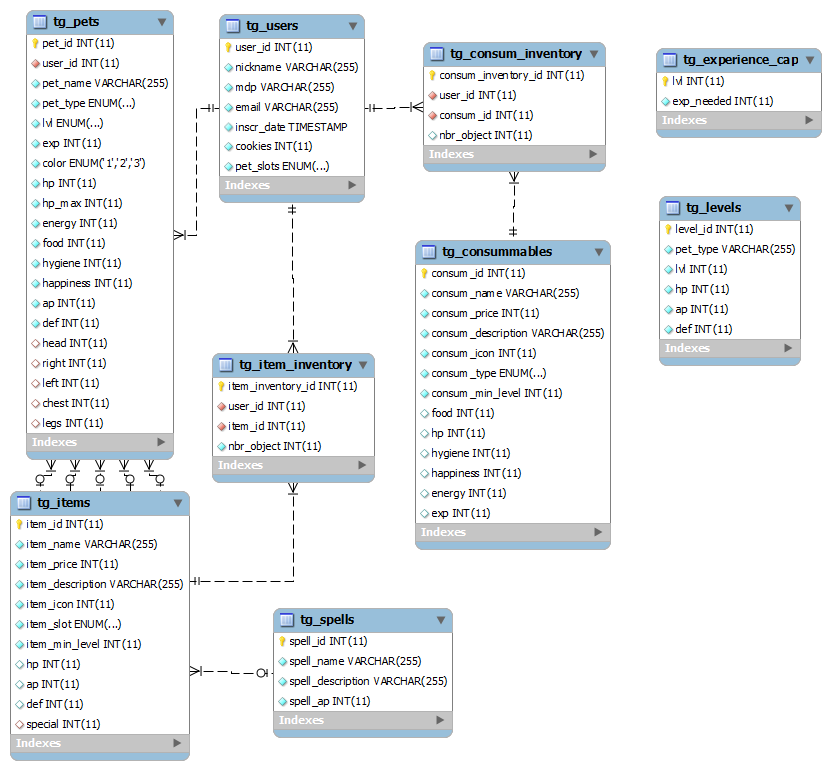 tg_pets
pet_id INT(11)
user_id INT(11)
pet_name VARCHAR(255)
pet_type ENUM(...)
lvl ENUM(...)
exp INT(11)
color ENUM('1','2','3')
hp INT(11)
hp_max INT(11)
energy INT(11)
food INT(11)
hygiene INT(11)
happiness INT(11)
ap INT(11)
def INT(11)
head INT(11)
right INT(11)
left INT(11)
chest INT(11)
legs INT(11)
Indexes
tg_users
user_id INT(11)
nickname VARCHAR(255)
mdp VARCHAR(255)
email VARCHAR(255)
inscr_date TIMESTAMP
cookies INT(11)
pet_slots ENUM(...)
Indexes
tg_consum_inventory
consum_inventory_id INT(11)
user_id INT(11)
consum_id INT(11)
nbr_object INT(11)
Indexes
tg_experience_cap
lvl INT(11)
exp_needed INT(11)
Indexes
tg_levels
level_id INT(11)
pet_type VARCHAR(255)
lvl INT(11)
hp INT(11)
ap INT(11)
def INT(11)
Indexes
tg_consummables
consum_id INT(11)
consum_name VARCHAR(255)
consum_price INT(11)
consum_description VARCHAR(255)
consum_icon INT(11)
consum_type ENUM(...)
consum_min_level INT(11)
food INT(11)
hp INT(11)
hygiene INT(11)
happiness INT(11)
energy INT(11)
exp INT(11)
Indexes
tg_item_inventory
item_inventory_id INT(11)
user_id INT(11)
item_id INT(11)
nbr_object INT(11)
Indexes
tg_items
item_id INT(11)
item_name VARCHAR(255)
item_price INT(11)
item_description VARCHAR(255)
item_icon INT(11)
item_slot ENUM(...)
item_min_level INT(11)
hp INT(11)
ap INT(11)
def INT(11)
special INT(11)
Indexes
tg_spells
spell_id INT(11)
spell_name VARCHAR(255)
spell_description VARCHAR(255)
spell_ap INT(11)
Indexes